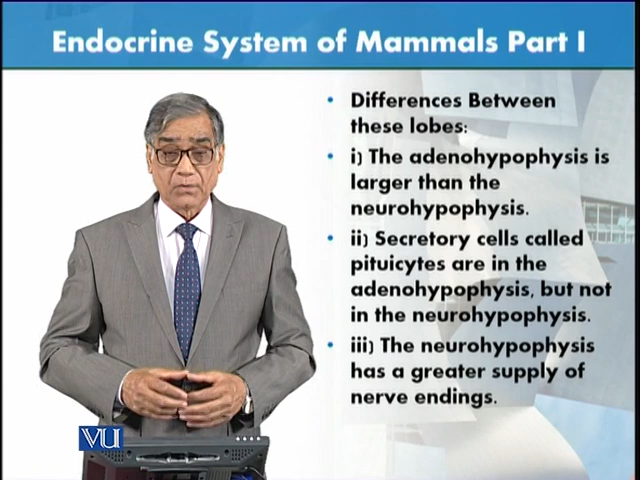 Endocrine System of Mammals Part I
• Differences Between
these lobes:
• i) The adenohypophysis is
larger than the
neurohypophysis.
• ii) Secretory cells called
pituicytes are in the
adenohypophysis, but not
in the neurohypophysis.
• iii) The neurohypophysis
has a greater supply of
nerve endings.
VU